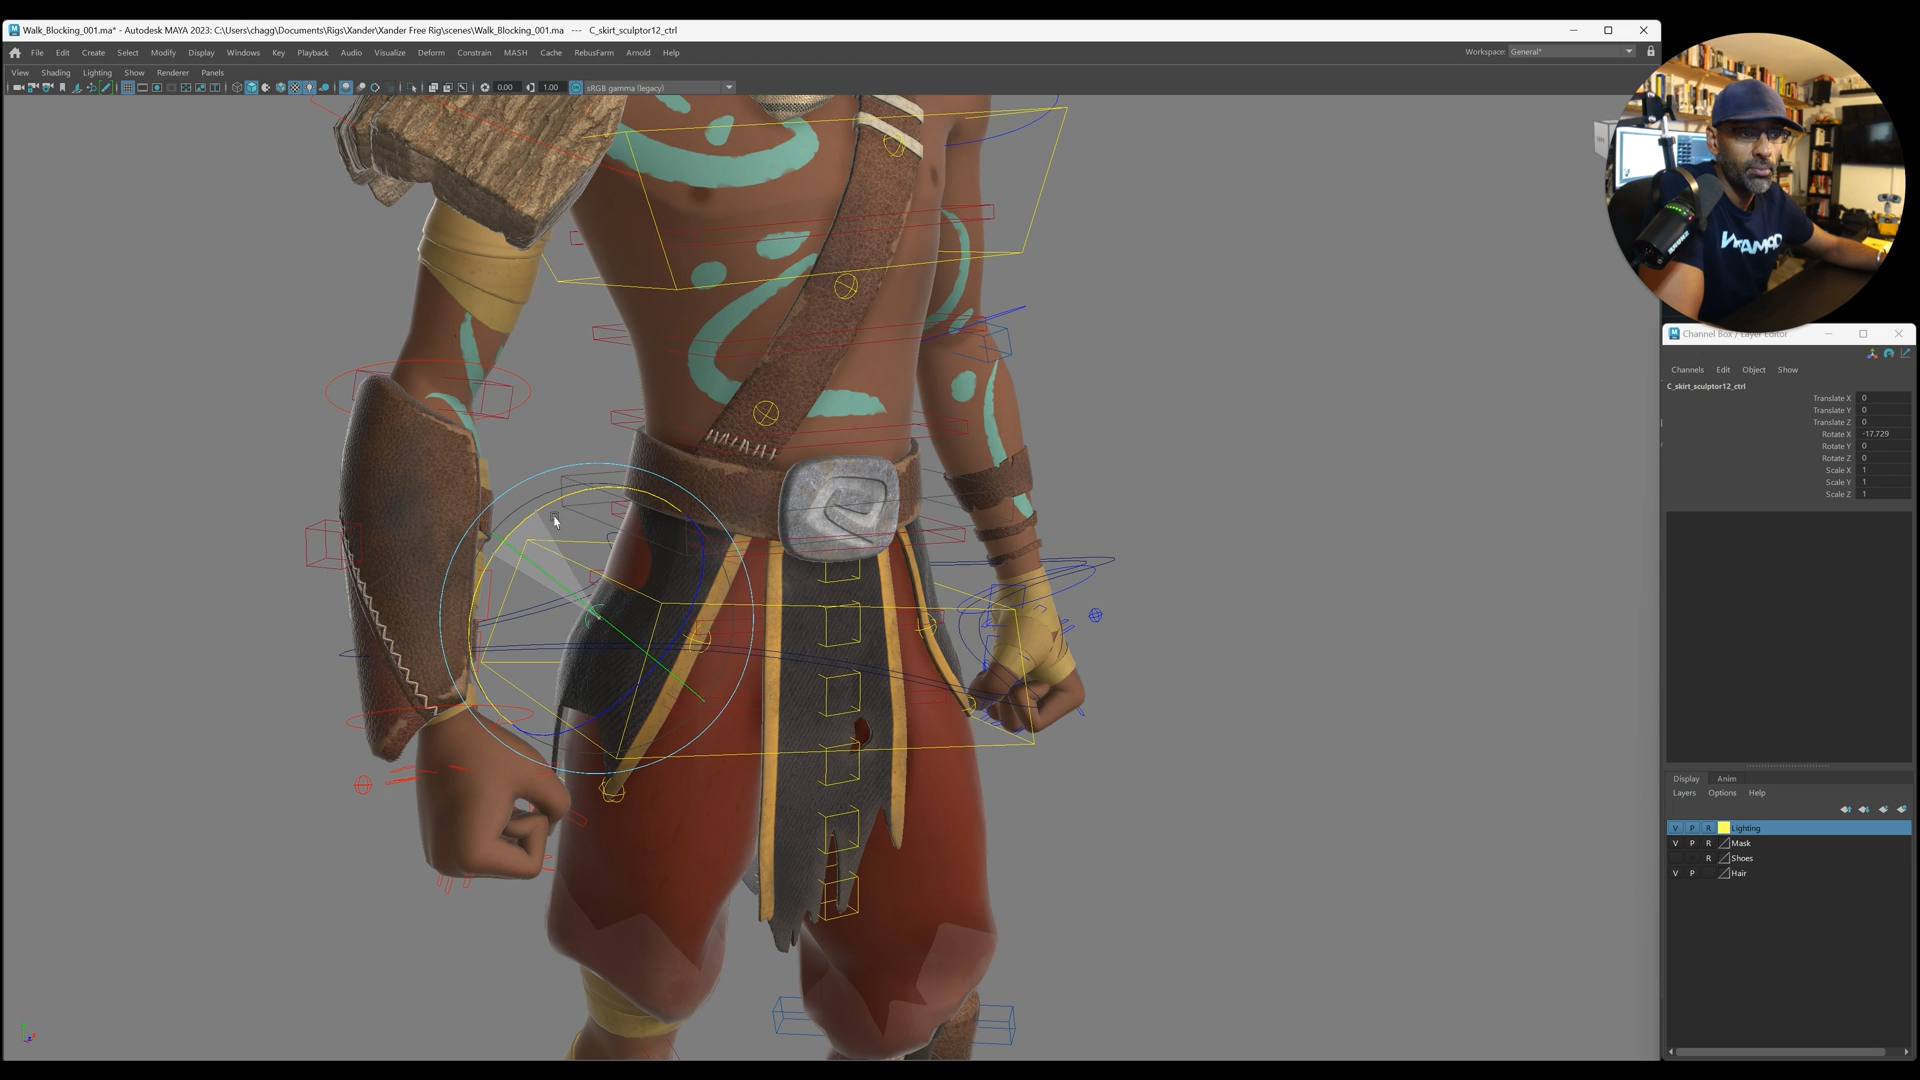 Walk_Blocking_001.ma* - Autodesk MAYA 2023: C:\Users\chagg\Documents\Rigs\Xander\Xander Free Rig\scenes\Walk_Blocking_001.ma --- C_skirt_sculptor12_ctrl
File Edit Create Select Modify Display Windows Key Playback Audio Visualize Deform Constrain MASH Cache RebusFarm Arnold Help
Workspace: General*
View Shading Lighting Show Renderer Panels
0.00 1.00 sRGB gamma (legacy)
Channel Box / Layer Editor
Channels Edit Object Show
C_skirt_sculptor12_ctrl
Translate X 0
Translate Y 0
Translate Z 0
Rotate X -17.729
Rotate Y 0
Rotate Z 0
Scale X 1
Scale Y 1
Scale Z 1
Display Anim
Layers Options Help
V P R Lighting
V P R Mask
R Shoes
V P Hair